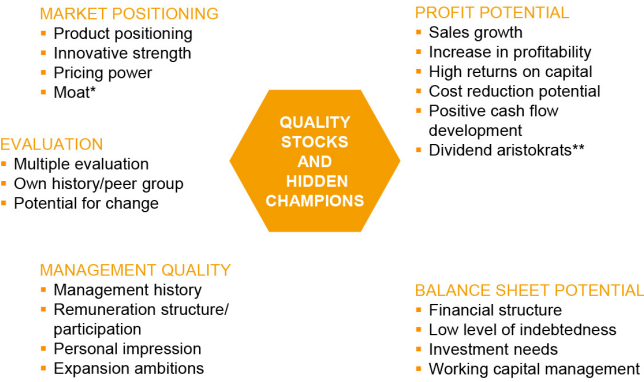 MARKET POSITIONING
Product positioning
Innovative strength
Pricing power
Moat*
PROFIT POTENTIAL
Sales growth
Increase in profitability
High returns on capital
Cost reduction potential
Positive cash flow
development
Dividend aristokrats**
QUALITY
STOCKS
AND
HIDDEN
CHAMPIONS
EVALUATION
Multiple evaluation
Own history/peer group
Potential for change
MANAGEMENT QUALITY
Management history
Remuneration structure/
participation
Personal impression
Expansion ambitions
BALANCE SHEET POTENTIAL
Financial structure
Low level of indebtedness
Investment needs
Working capital management